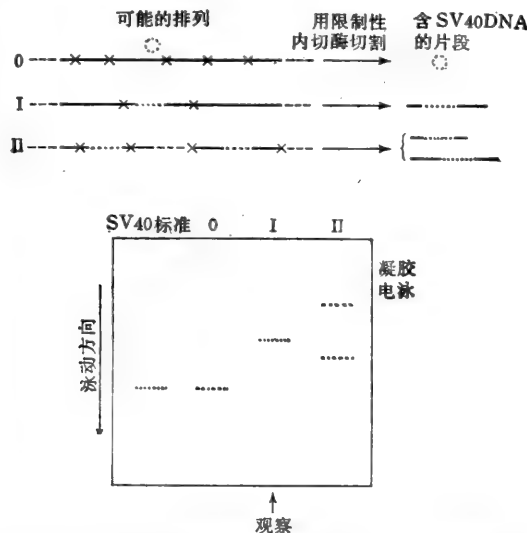 可能的排列
用限制性
内切酶切割
含SV40DNA
的片段
0
I
II
SV40标准 0 I II
凝胶
电泳
泳动方向
观察